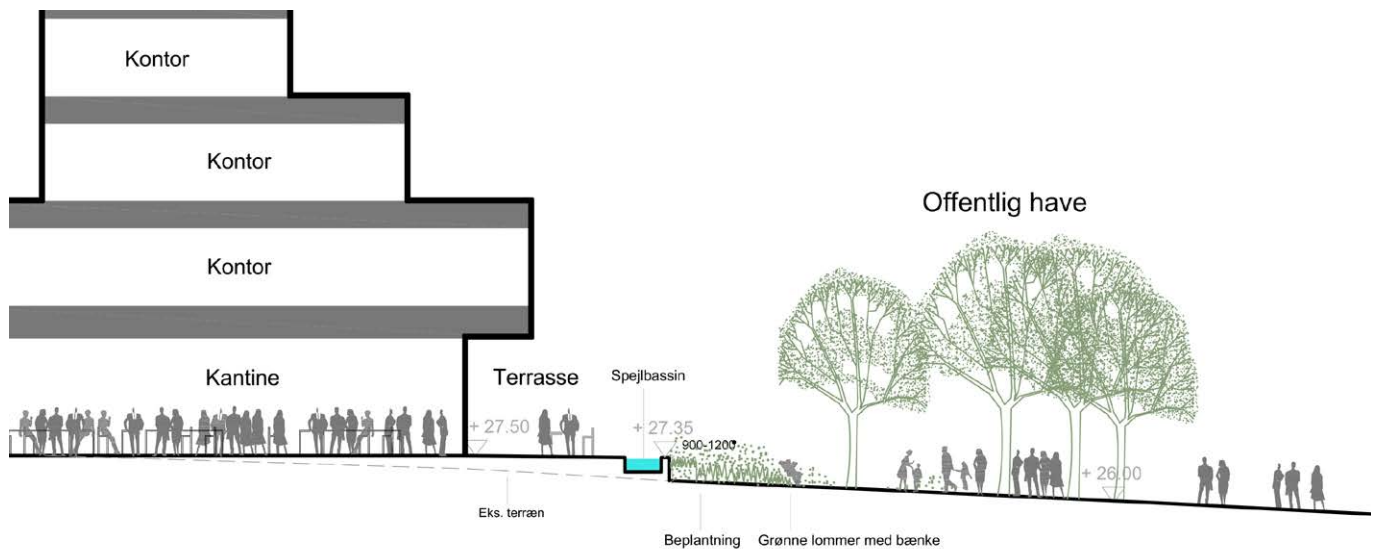 Kontor
Kontor
Offentlig have
Kontor
Kantine
Terrasse
Spejlbassin
+ 27.50
+ 27.35
900-1200
+ 26.00
Eks. terræn
Beplantning
Grønne lommer med bænke